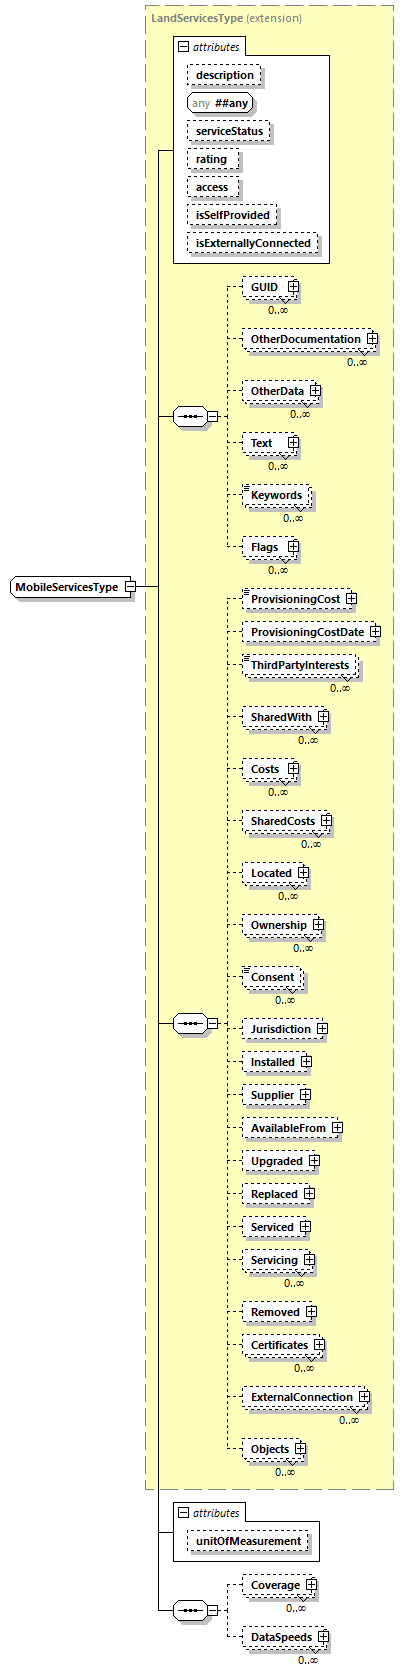 LandServicesType (extension)
attributes
description
any ##any
serviceStatus
rating
access
isSelfProvided
isExternallyConnected
GUID
0..∞
OtherDocumentation
0..∞
OtherData
0..∞
Text
0..∞
Keywords
0..∞
Flags
0..∞
MobileServicesType
ProvisioningCost
ProvisioningCostDate
ThirdPartyInterests
0..∞
SharedWith
0..∞
Costs
0..∞
SharedCosts
0..∞
Located
0..∞
Ownership
0..∞
Consent
0..∞
Jurisdiction
Installed
Supplier
AvailableFrom
Upgraded
Replaced
Serviced
Servicing
0..∞
Removed
Certificates
0..∞
ExternalConnection
0..∞
Objects
0..∞
attributes
unitOfMeasurement
Coverage
0..∞
DataSpeeds
0..∞